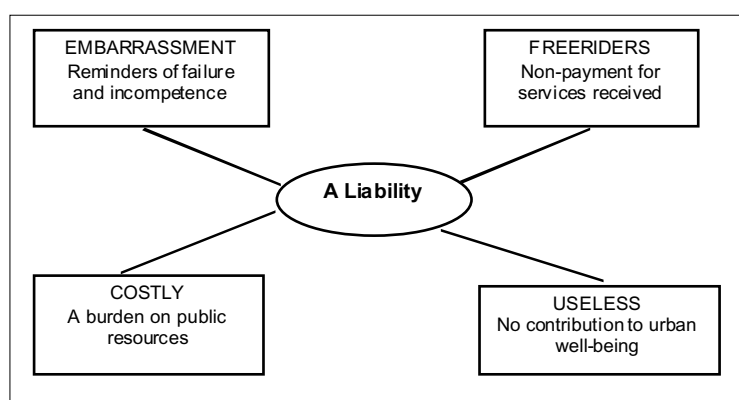 EMBARRASSMENT
Reminders of failure
and incompetence
FREERIDERS
Non-payment for
services received
A Liability
COSTLY
A burden on public
resources
USELESS
No contribution to urban
well-being